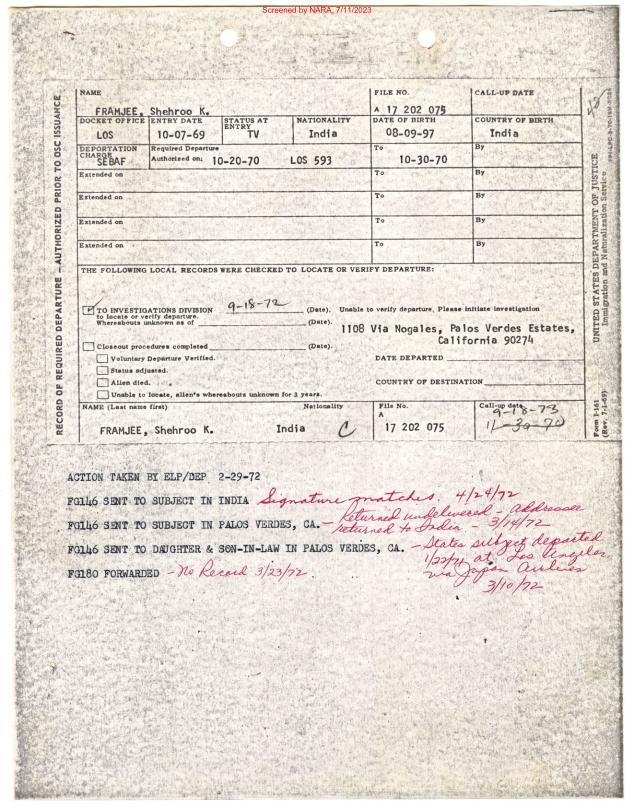 Screened by NARA, 7/11/2023
NAME FILE NO. CALL-UP DATE
FRAMJEE, Shehroo K. A 17 202 075
DOCKET OFFICE ENTRY DATE STATUS AT ENTRY NATIONALITY DATE OF BIRTH COUNTRY OF BIRTH
LOS 10-07-69 TV India 08-09-97 India
DEPORTATION CHARGE Required Departure To By
SEBAF Authorized on: 10-20-70 LOS 593 10-30-70
Extended on To By
Extended on To By
Extended on To By
Extended on To By
THE FOLLOWING LOCAL RECORDS WERE CHECKED TO LOCATE OR VERIFY DEPARTURE:
TO INVESTIGATIONS DIVISION 9-18-72 (Date). Unable to verify departure, Please initiate investigation
to locate or verify departure.
Whereabouts unknown as of (Date).
1108 Via Nogales, Palos Verdes Estates,
California 90274
Closeout procedures completed (Date).
Voluntary Departure Verified. DATE DEPARTED
Status adjusted.
Alien died. COUNTRY OF DESTINATION
Unable to locate, alien's whereabouts unknown for 3 years.
NAME (Last name first) Nationality File No. Call-up date
A 9-18-73
FRAMJEE, Shehroo K. India C 17 202 075 11-30-70
RECORD OF REQUIRED DEPARTURE - AUTHORIZED PRIOR TO OSC ISSUANCE
UNITED STATES DEPARTMENT OF JUSTICE
Immigration and Naturalization Service
Form I-161
(Rev. 7-1-69)
ACTION TAKEN BY ELP/DEP 2-29-72
FG146 SENT TO SUBJECT IN INDIA Signature matches. 4/24/72
FG146 SENT TO SUBJECT IN PALOS VERDES, CA. - Returned undelivered - Addressee
returned to India - 3/14/72
FG146 SENT TO DAUGHTER & SON-IN-LAW IN PALOS VERDES, CA. - States subject departed
1/22/71 at Los Angeles
via Japan Airlines
3/10/72
FG180 FORWARDED - No Record 3/23/72